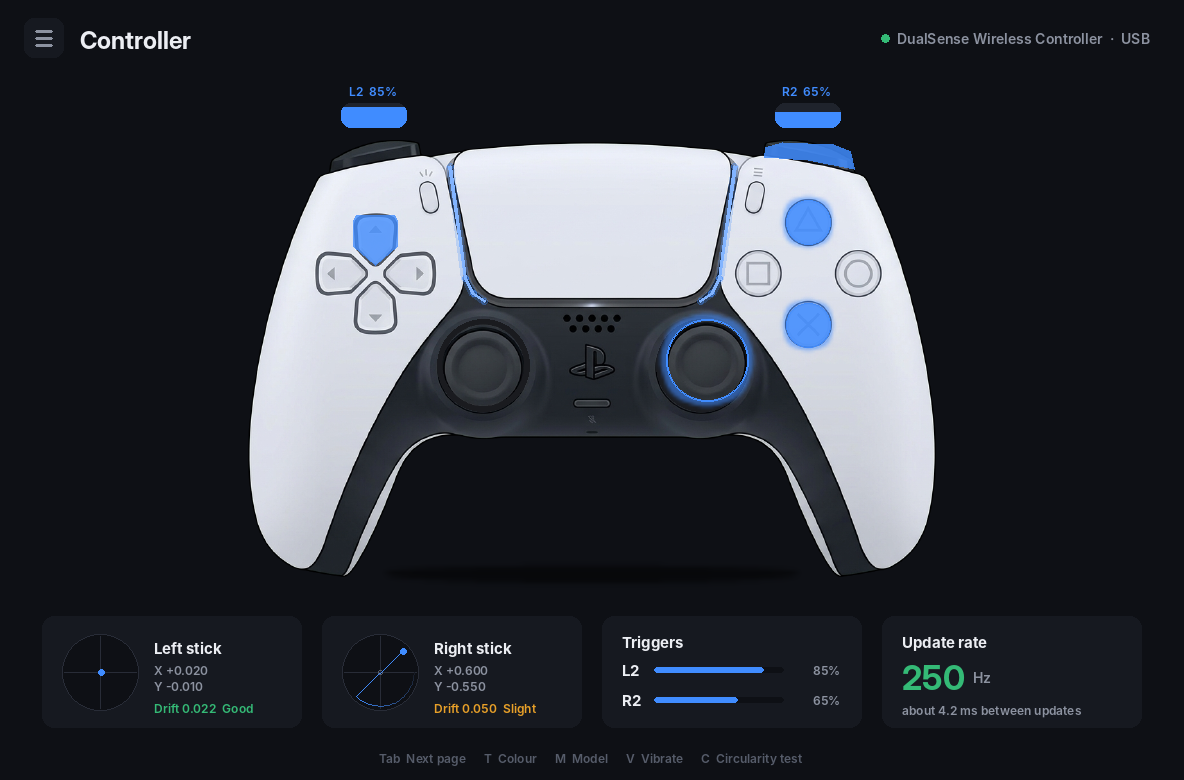 Controller
DualSense Wireless Controller · USB
L2 85%
R2 65%
Left stick
X +0.020
Y -0.010
Drift 0.022 Good
Right stick
X +0.600
Y -0.550
Drift 0.050 Slight
Triggers
L2 85%
R2 65%
Update rate
250 Hz
about 4.2 ms between updates
Tab Next page T Colour M Model V Vibrate C Circularity test